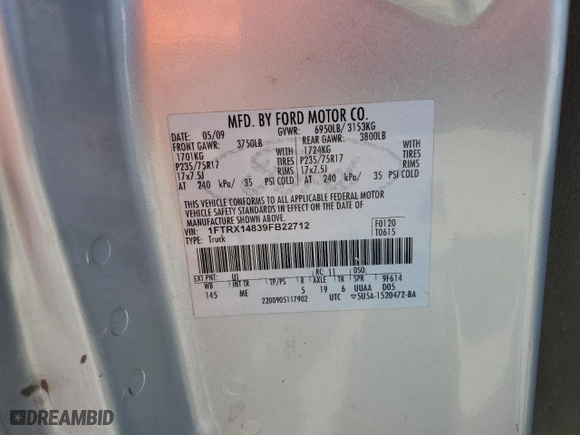 MFD. BY FORD MOTOR CO.
DATE: 05/09 GVWR: 6950LB/ 3153KG
FRONT GAWR: 3750LB REAR GAWR: 3800LB
1701KG 1724KG
P235/75R17 TIRES P235/75R17 TIRES
17x7.5J RIMS 17x7.5J RIMS
AT 240 kPa/ 35 PSI COLD AT 240 kPa/ 35 PSI COLD
THIS VEHICLE CONFORMS TO ALL APPLICABLE FEDERAL MOTOR
VEHICLE SAFETY STANDARDS IN EFFECT ON THE DATE OF
MANUFACTURE SHOWN ABOVE.
VIN: 1FTRX14839FB22712 F0120
TYPE: Truck T0615
EXT PNT: UI RC: 11 DSO:
WB INT TR TP/PS R AXLE TR SPR 9F614
145 ME 5 19 6 UUAA D05
2200905117902 UTC 5U5A-1520472-BA
DREAMBID